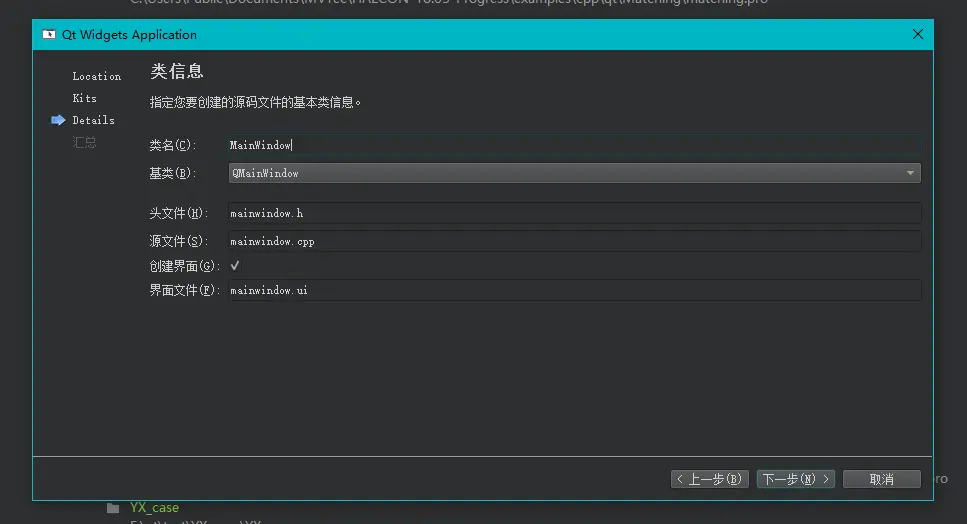 C:\Users\Public\Documents\MVTec\HALCON-18.05-Progress\examples\cpp\qt\Matching\matching.pro
Qt Widgets Application
Location
Kits
Details
汇总
类信息
指定您要创建的源码文件的基本类信息。
类名(C): MainWindow
基类(B): QMainWindow
头文件(H): mainwindow.h
源文件(S): mainwindow.cpp
创建界面(G):
界面文件(F): mainwindow.ui
< 上一步(B) 下一步(N) > 取消
pro
YX_case